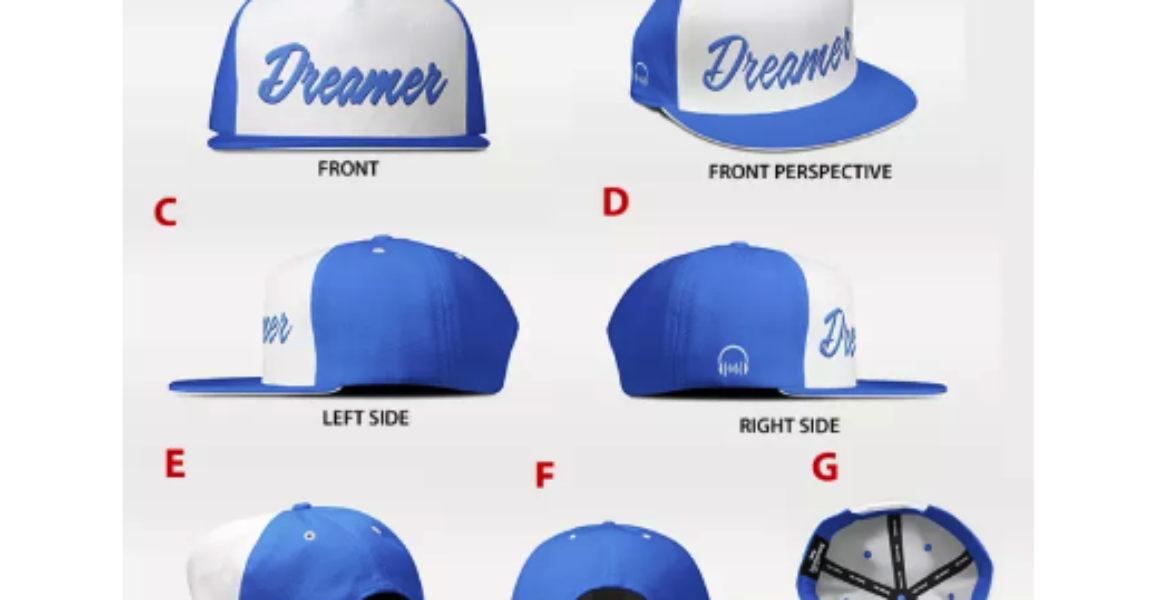 Dreamer
Dreamer
FRONT
FRONT PERSPECTIVE
C
D
mer
Dre
LEFT SIDE
RIGHT SIDE
E
F
G